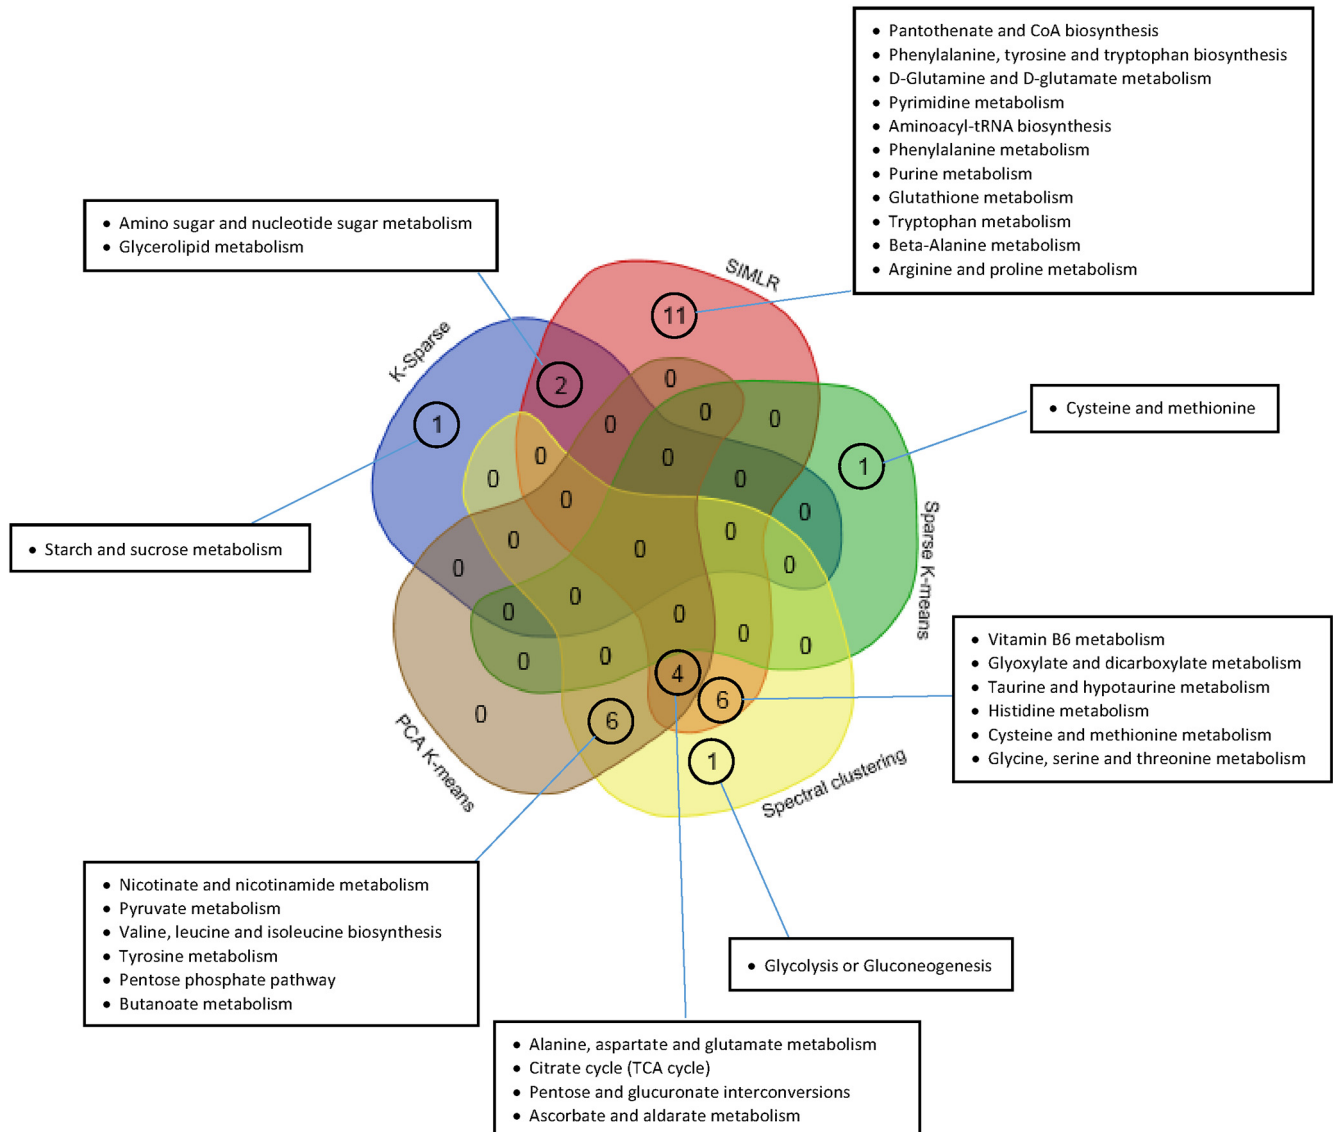 • Pantothenate and CoA biosynthesis
• Phenylalanine, tyrosine and tryptophan biosynthesis
• D-Glutamine and D-glutamate metabolism
• Pyrimidine metabolism
• Aminoacyl-tRNA biosynthesis
• Phenylalanine metabolism
• Purine metabolism
• Glutathione metabolism
• Tryptophan metabolism
• Beta-Alanine metabolism
• Arginine and proline metabolism
• Amino sugar and nucleotide sugar metabolism
• Glycerolipid metabolism
SIMLR
11
K-Sparse
2
0
1
0
0
0
• Cysteine and methionine
0
0
1
0
0
0
0
0
Sparse K-means
0
• Starch and sucrose metabolism
0
0
0
0
0
0
0
0
0
0
0
0
4
6
0
6
1
PCA K-means
Spectral clustering
• Vitamin B6 metabolism
• Glyoxylate and dicarboxylate metabolism
• Taurine and hypotaurine metabolism
• Histidine metabolism
• Cysteine and methionine metabolism
• Glycine, serine and threonine metabolism
• Nicotinate and nicotinamide metabolism
• Pyruvate metabolism
• Valine, leucine and isoleucine biosynthesis
• Tyrosine metabolism
• Pentose phosphate pathway
• Butanoate metabolism
• Glycolysis or Gluconeogenesis
• Alanine, aspartate and glutamate metabolism
• Citrate cycle (TCA cycle)
• Pentose and glucuronate interconversions
• Ascorbate and aldarate metabolism